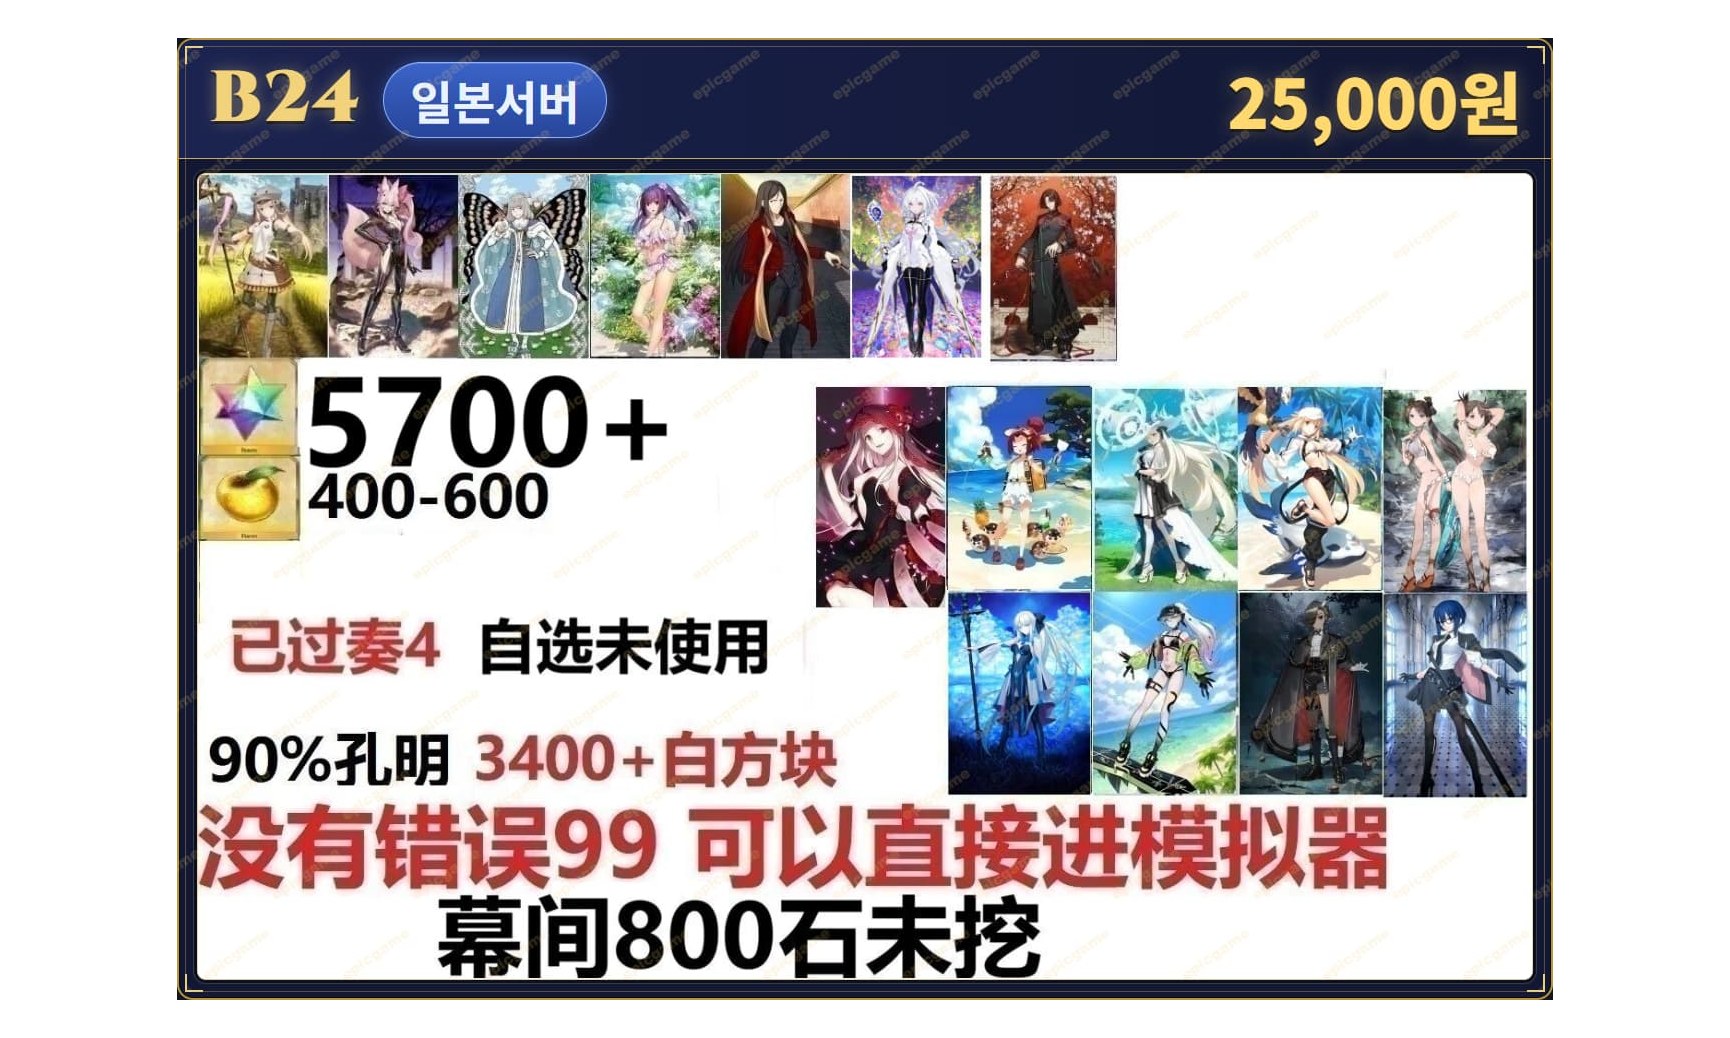 B24 일본서버 25,000원
5700+
400-600
已过奏4 自选未使用
90%孔明 3400+白方块
没有错误99 可以直接进模拟器
幕间800石未挖
epicgame